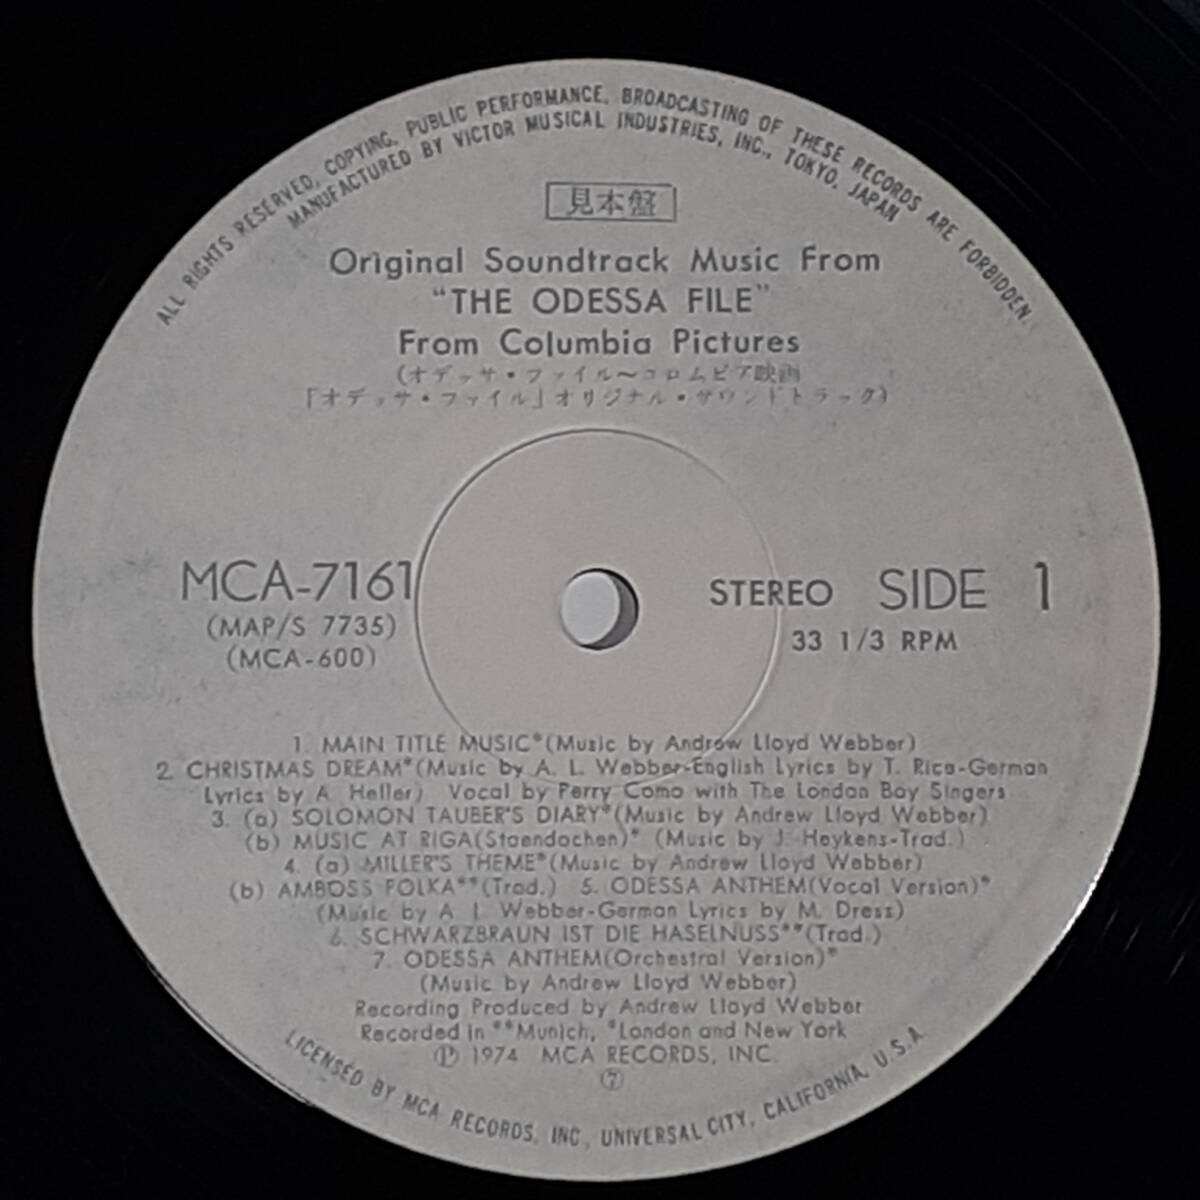 ALL RIGHTS RESERVED, COPYING, PUBLIC PERFORMANCE, BROADCASTING OF THESE RECORDS ARE FORBIDDEN.
MANUFACTURED BY VICTOR MUSICAL INDUSTRIES, INC., TOKYO, JAPAN
見本盤
Original Soundtrack Music From
"THE ODESSA FILE"
From Columbia Pictures
(オデッサ・ファイル〜コロムビア映画
「オデッサ・ファイル」オリジナル・サウンドトラック)
MCA-7161
(MAP/S 7735)
(MCA-600)
STEREO SIDE 1
33 1/3 RPM
1. MAIN TITLE MUSIC*(Music by Andrew Lloyd Webber)
2. CHRISTMAS DREAM*(Music by A. L. Webber-English Lyrics by T. Rice-German
Lyrics by A. Heller) Vocal by Perry Como with The London Boy Singers
3. (a) SOLOMON TAUBER'S DIARY*(Music by Andrew Lloyd Webber)
(b) MUSIC AT RIGA(Staendachen)* (Music by J. Heykens-Trad.)
4. (a) MILLER'S THEME*(Music by Andrew Lloyd Webber)
(b) AMBOSS POLKA**(Trad.) 5. ODESSA ANTHEM(Vocal Version)*
(Music by A. L. Webber-German Lyrics by M. Dress)
6. SCHWARZBRAUN IST DIE HASELNUSS**(Trad.)
7. ODESSA ANTHEM(Orchestral Version)*
(Music by Andrew Lloyd Webber)
Recording Produced by Andrew Lloyd Webber
Recorded in **Munich, *London and New York
Ⓟ 1974 MCA RECORDS, INC.
⑦
LICENSED BY MCA RECORDS, INC., UNIVERSAL CITY, CALIFORNIA, U.S.A.